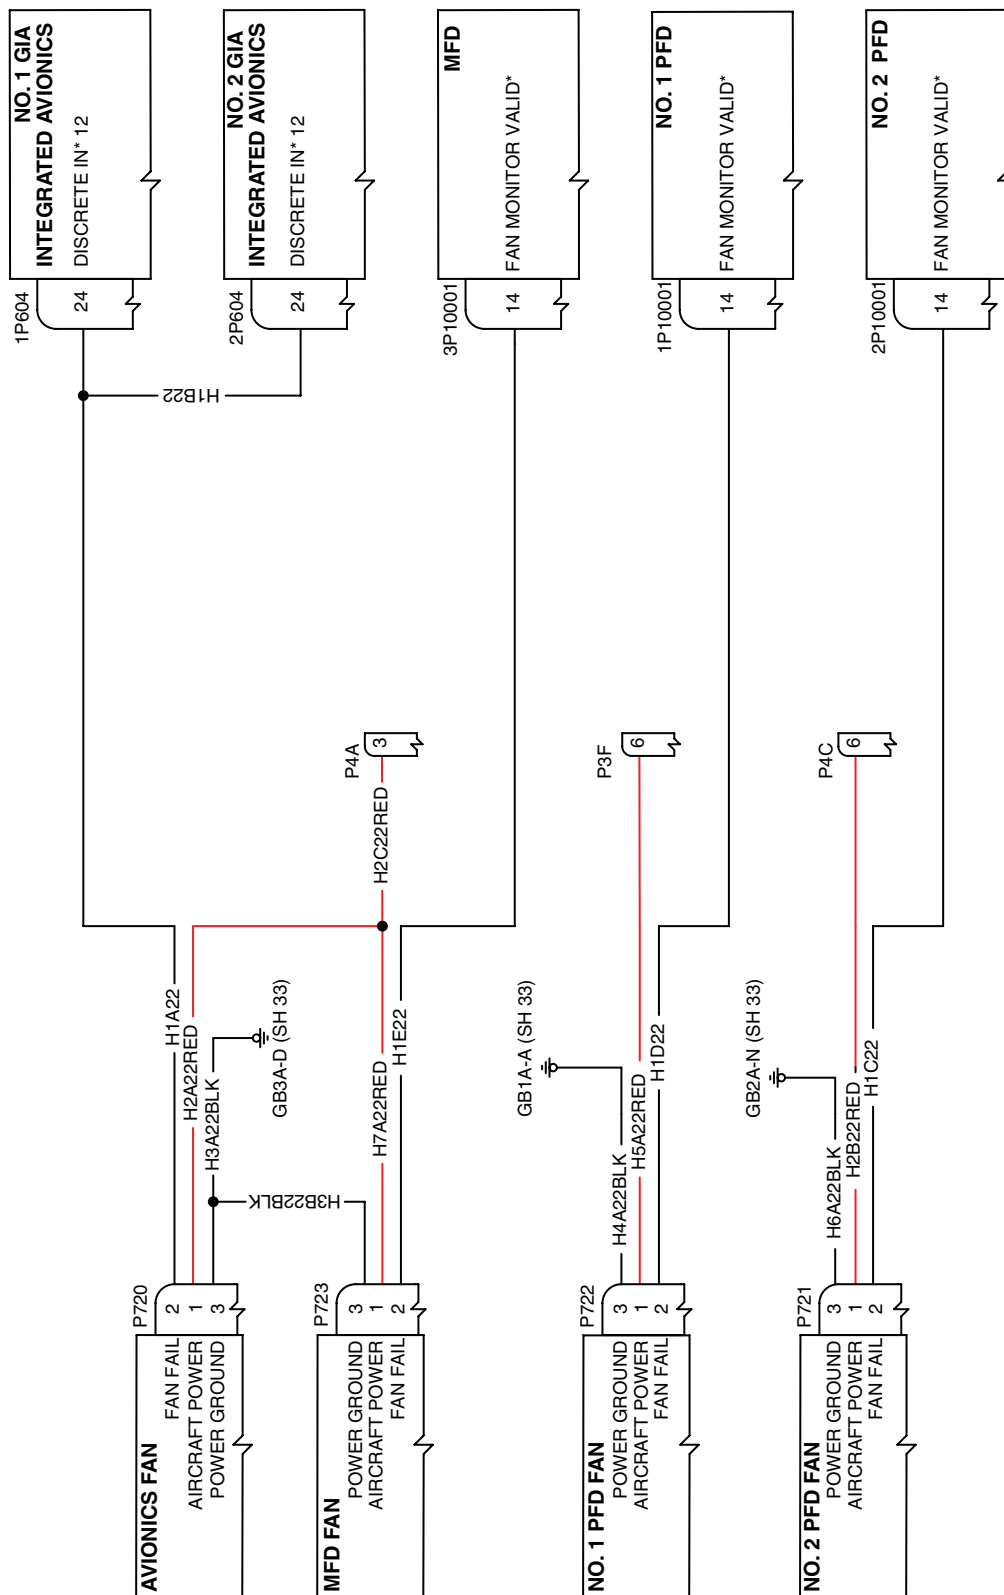 AVIONICS FAN
FAN FAIL
AIRCRAFT POWER
POWER GROUND
P720
2
1
3
H1A22
H2A22RED
H3A22BLK
GB3A-D (SH 33)
H3B22BLK
MFD FAN
POWER GROUND
AIRCRAFT POWER
FAN FAIL
P723
3
1
2
H7A22RED
H1E22
H2C22RED
P4A
3
NO. 1 PFD FAN
POWER GROUND
AIRCRAFT POWER
FAN FAIL
P722
3
1
2
H4A22BLK
H5A22RED
H1D22
GB1A-A (SH 33)
P3F
6
NO. 2 PFD FAN
POWER GROUND
AIRCRAFT POWER
FAN FAIL
P721
3
1
2
H6A22BLK
H2B22RED
H1C22
GB2A-N (SH 33)
P4C
6
1P604
24
NO. 1 GIA
INTEGRATED AVIONICS
DISCRETE IN* 12
H1B22
2P604
24
NO. 2 GIA
INTEGRATED AVIONICS
DISCRETE IN* 12
3P10001
14
MFD
FAN MONITOR VALID*
1P10001
14
NO. 1 PFD
FAN MONITOR VALID*
2P10001
14
NO. 2 PFD
FAN MONITOR VALID*